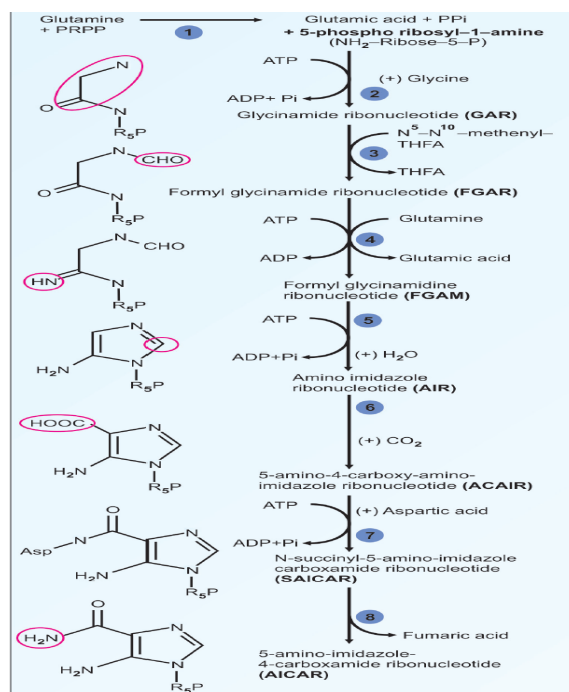 Glutamine
+ PRPP
1
Glutamic acid + PPi
+ 5-phospho ribosyl–1–amine
(NH2–Ribose–5–P)
ATP
(+) Glycine
2
ADP+ Pi
Glycinamide ribonucleotide (GAR)
N
O
N
R5P
N5–N10–methenyl–
THFA
3
THFA
Formyl glycinamide ribonucleotide (FGAR)
N
CHO
O
N
R5P
ATP
Glutamine
4
ADP
Glutamic acid
Formyl glycinamidine
ribonucleotide (FGAM)
N
CHO
HN
N
R5P
ATP
5
ADP+Pi
(+) H2O
Amino imidazole
ribonucleotide (AIR)
N
N
H2N
R5P
6
(+) CO2
5-amino-4-carboxy-amino-
imidazole ribonucleotide (ACAIR)
HOOC
N
N
H2N
R5P
ATP
(+) Aspartic acid
7
ADP+Pi
N-succinyl-5-amino-imidazole
carboxamide ribonucleotide
(SAICAR)
O
N
Asp
N
N
H2N
R5P
8
Fumaric acid
5-amino-imidazole-
4-carboxamide ribonucleotide
(AICAR)
O
H2N
N
N
H2N
R5P